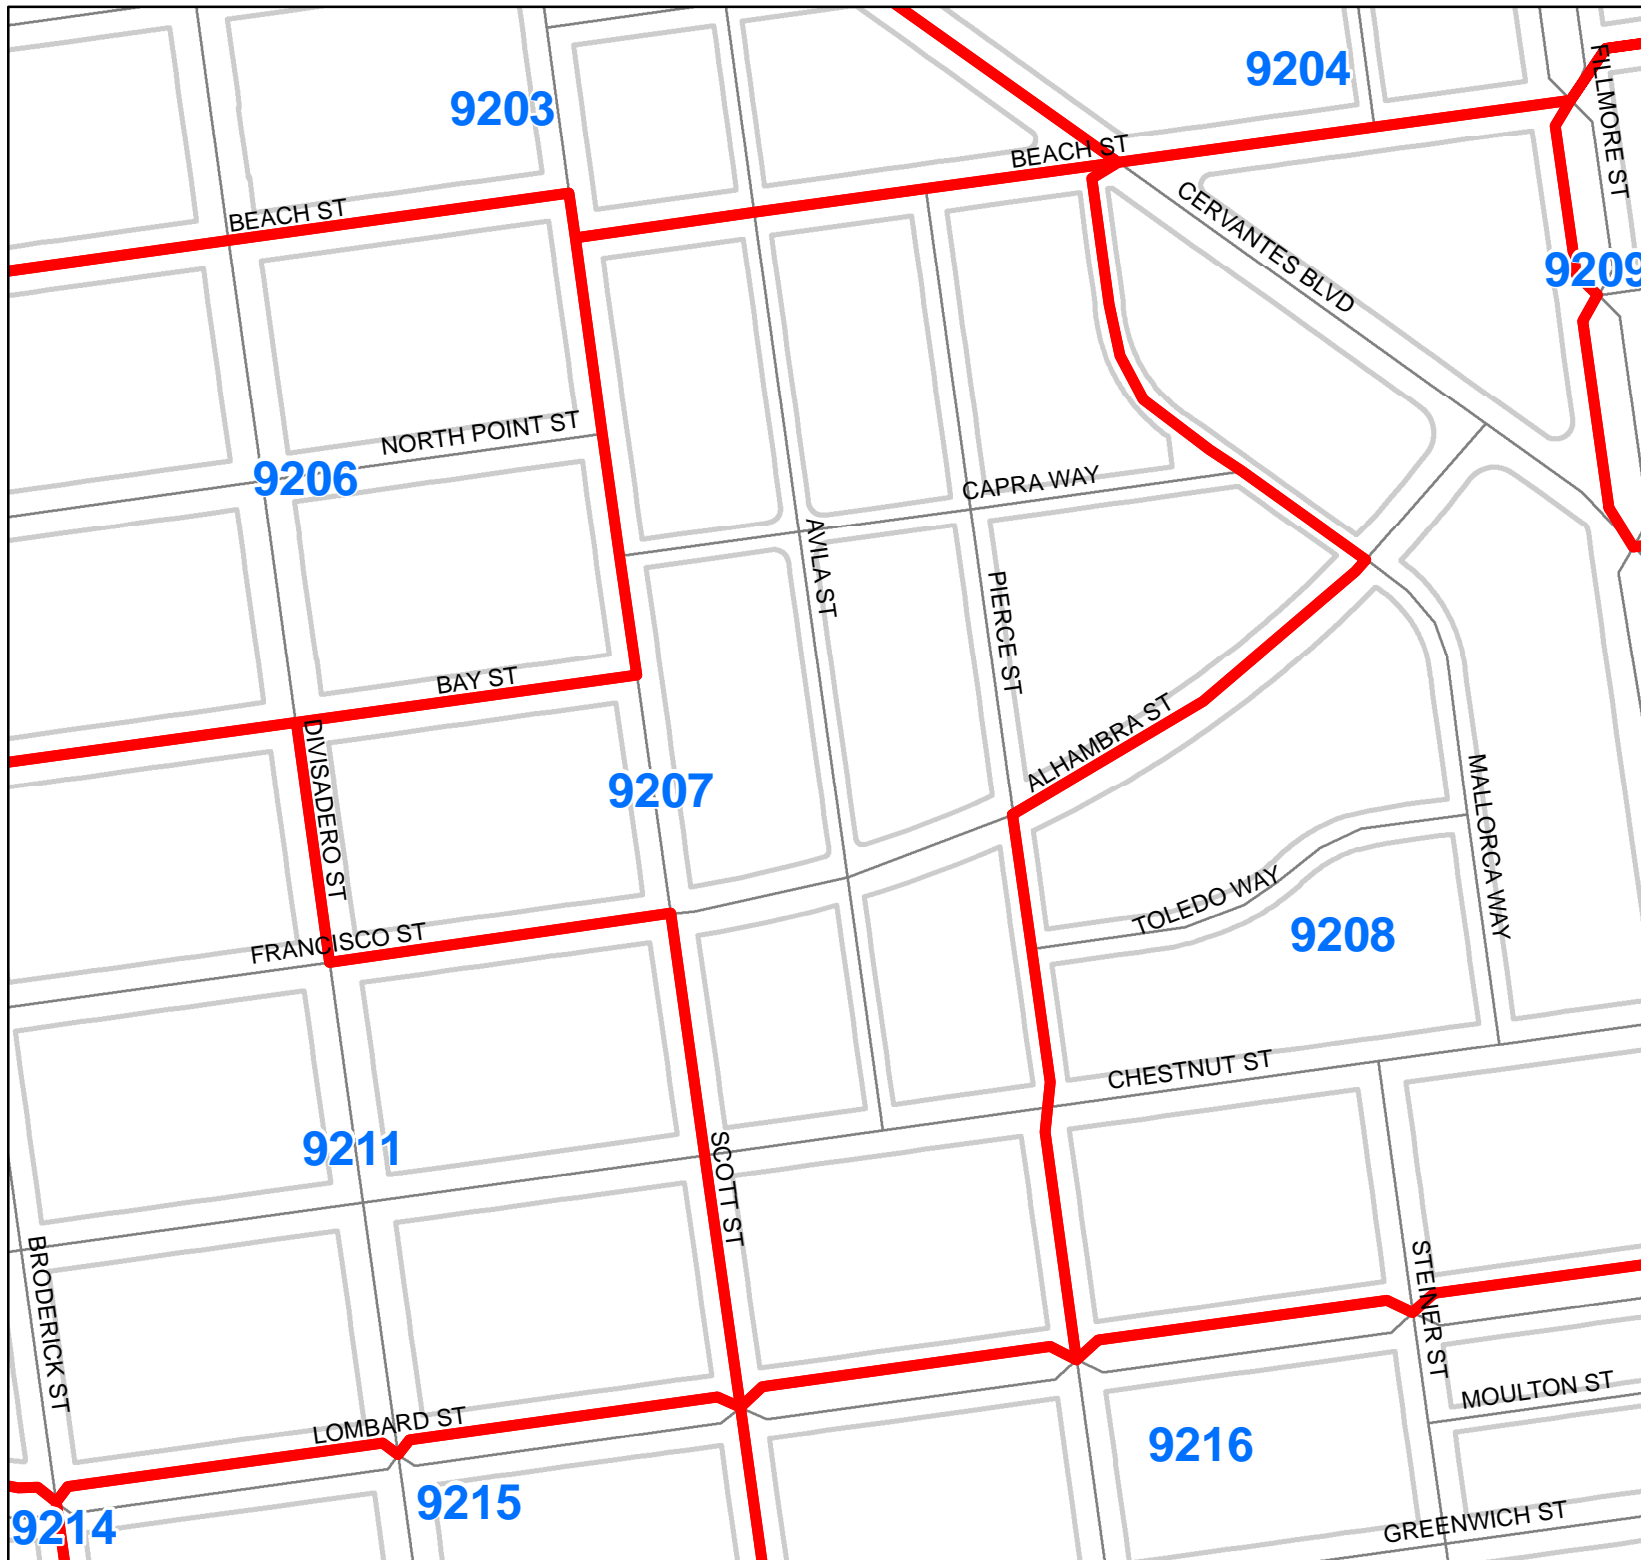 9204
FILLMORE ST
9203
BEACH ST
BEACH ST
CERVANTES BLVD
9209
NORTH POINT ST
9206
CAPRA WAY
AVILA ST
PIERCE ST
BAY ST
ALHAMBRA ST
DIVISADERO ST
9207
MALLORCA WAY
TOLEDO WAY
9208
FRANCISCO ST
CHESTNUT ST
9211
SCOTT ST
BRODERICK ST
STEINER ST
MOULTON ST
LOMBARD ST
9216
9215
9214
GREENWICH ST